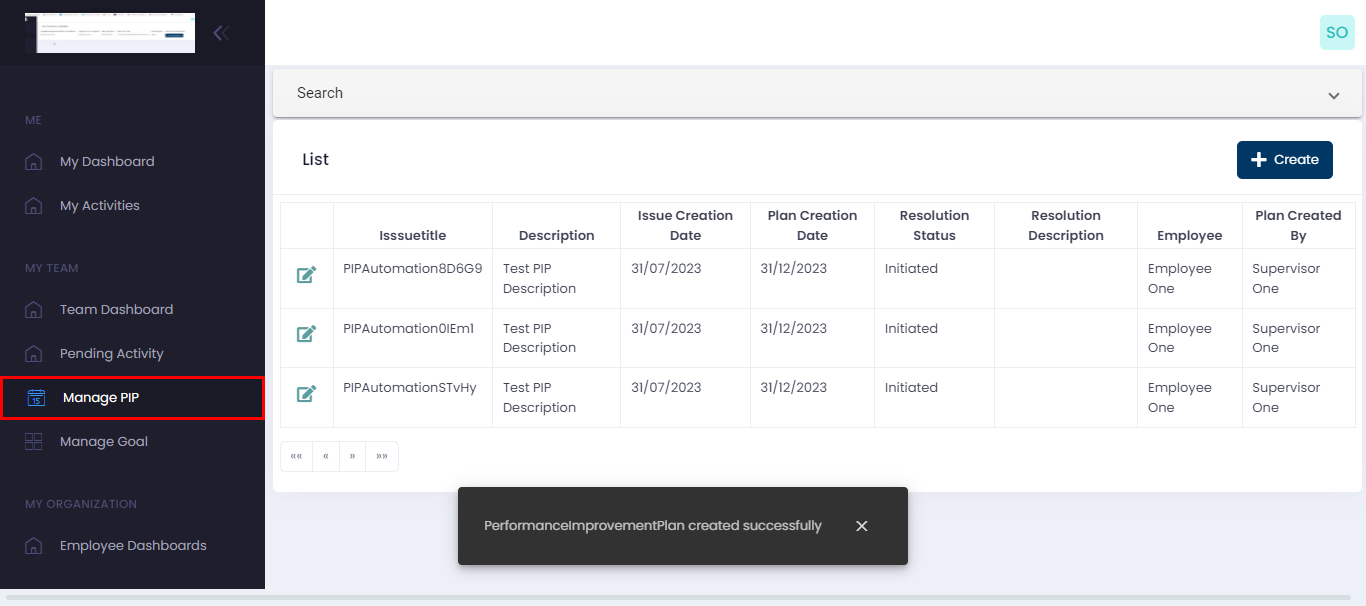 SO
Search
ME
My Dashboard
My Activities
MY TEAM
Team Dashboard
Pending Activity
15
Manage PIP
Manage Goal
MY ORGANIZATION
Employee Dashboards
List
Create
Isssuetitle
Description
Issue Creation
Date
Plan Creation
Date
Resolution
Status
Resolution
Description
Employee
Plan Created
By
PIPAutomation8D6G9
Test PIP
Description
31/07/2023
31/12/2023
Initiated
Employee
One
Supervisor
One
PIPAutomation0IEm1
Test PIP
Description
31/07/2023
31/12/2023
Initiated
Employee
One
Supervisor
One
PIPAutomationSTvHy
Test PIP
Description
31/07/2023
31/12/2023
Initiated
Employee
One
Supervisor
One
«« « » »»
PerformanceImprovementPlan created successfully